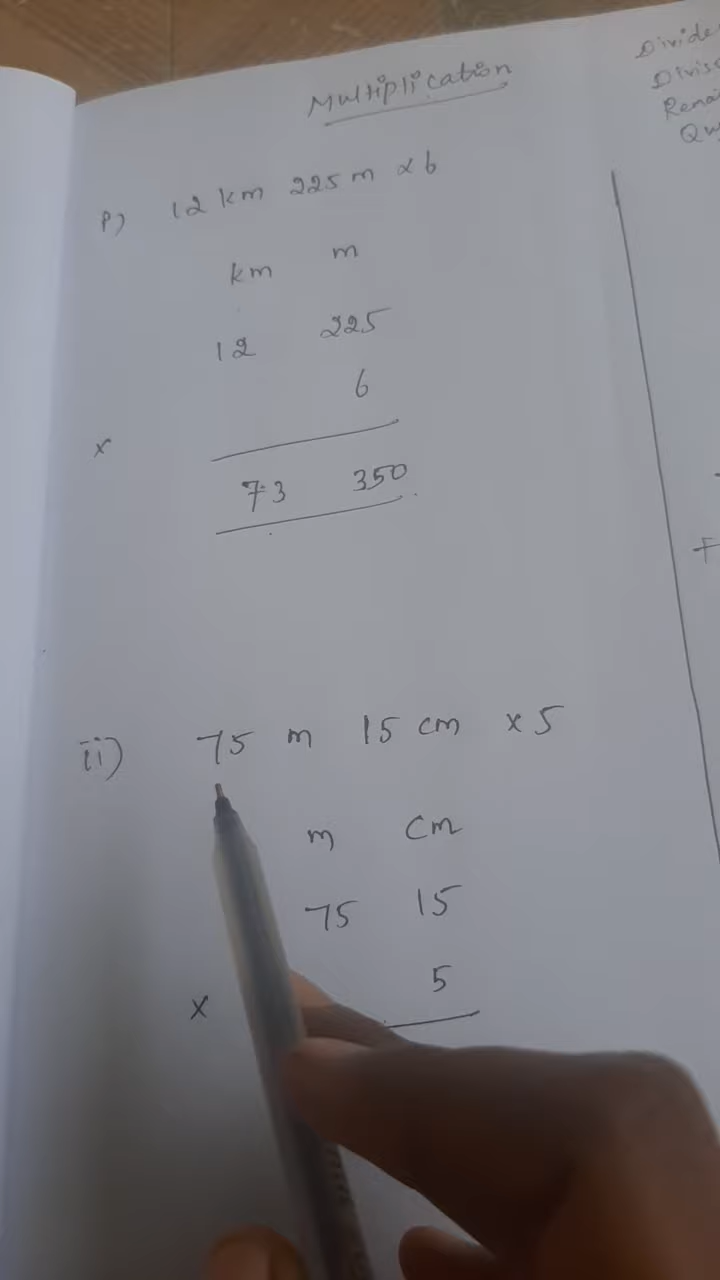 Multiplication
i) 12 km 225 m x 6
km m
12 225
6
x
73 350
ii) 75 m 15 cm x 5
m cm
75 15
5
x